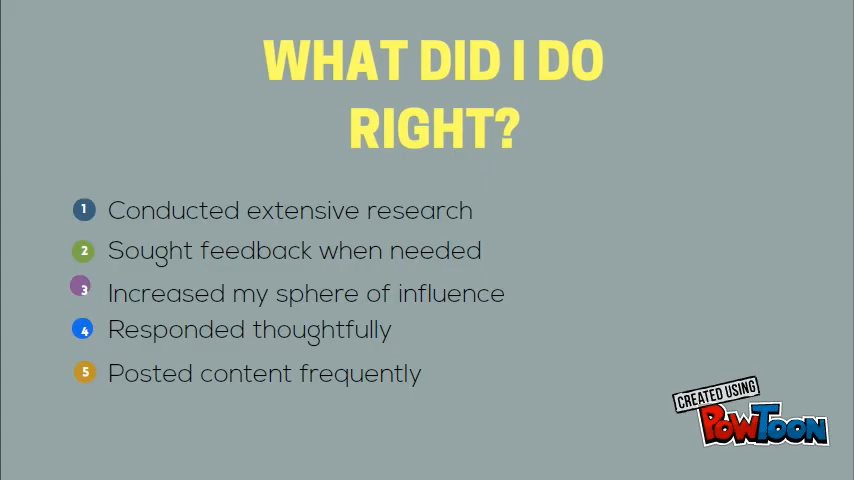 WHAT DID I DO
RIGHT?
1 Conducted extensive research
2 Sought feedback when needed
3 Increased my sphere of influence
4 Responded thoughtfully
5 Posted content frequently
CREATED USING
POWTOON